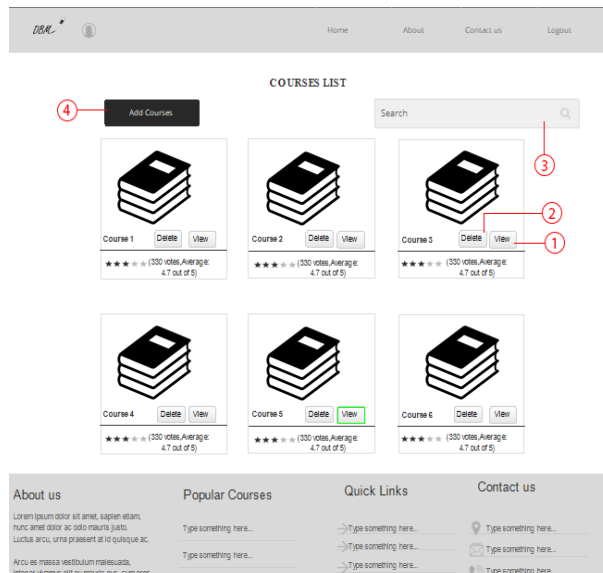 DBM
Home About Contact us Logout
COURSES LIST
4
Add Courses
Search
3
2
1
Course 1 Delete View
(330 votes,Average:
4.7 out of 5)
Course 2 Delete View
(330 votes,Average:
4.7 out of 5)
Course 3 Delete View
(330 votes,Average:
4.7 out of 5)
Course 4 Delete View
(330 votes,Average:
4.7 out of 5)
Course 5 Delete View
(330 votes,Average:
4.7 out of 5)
Course 6 Delete View
(330 votes,Average:
4.7 out of 5)
About us
Lorem ipsum dolor sit amet, sapien etiam,
nunc amet dolor ac odio mauris justo.
Luctus arcu, urna praesent at id quisque ac.
Arcu es massa vestibulum malesuada,
Popular Courses
Type something here...
Type something here...
Quick Links
Type something here...
Type something here...
Type something here...
Contact us
Type something here...
Type something here...
Type something here